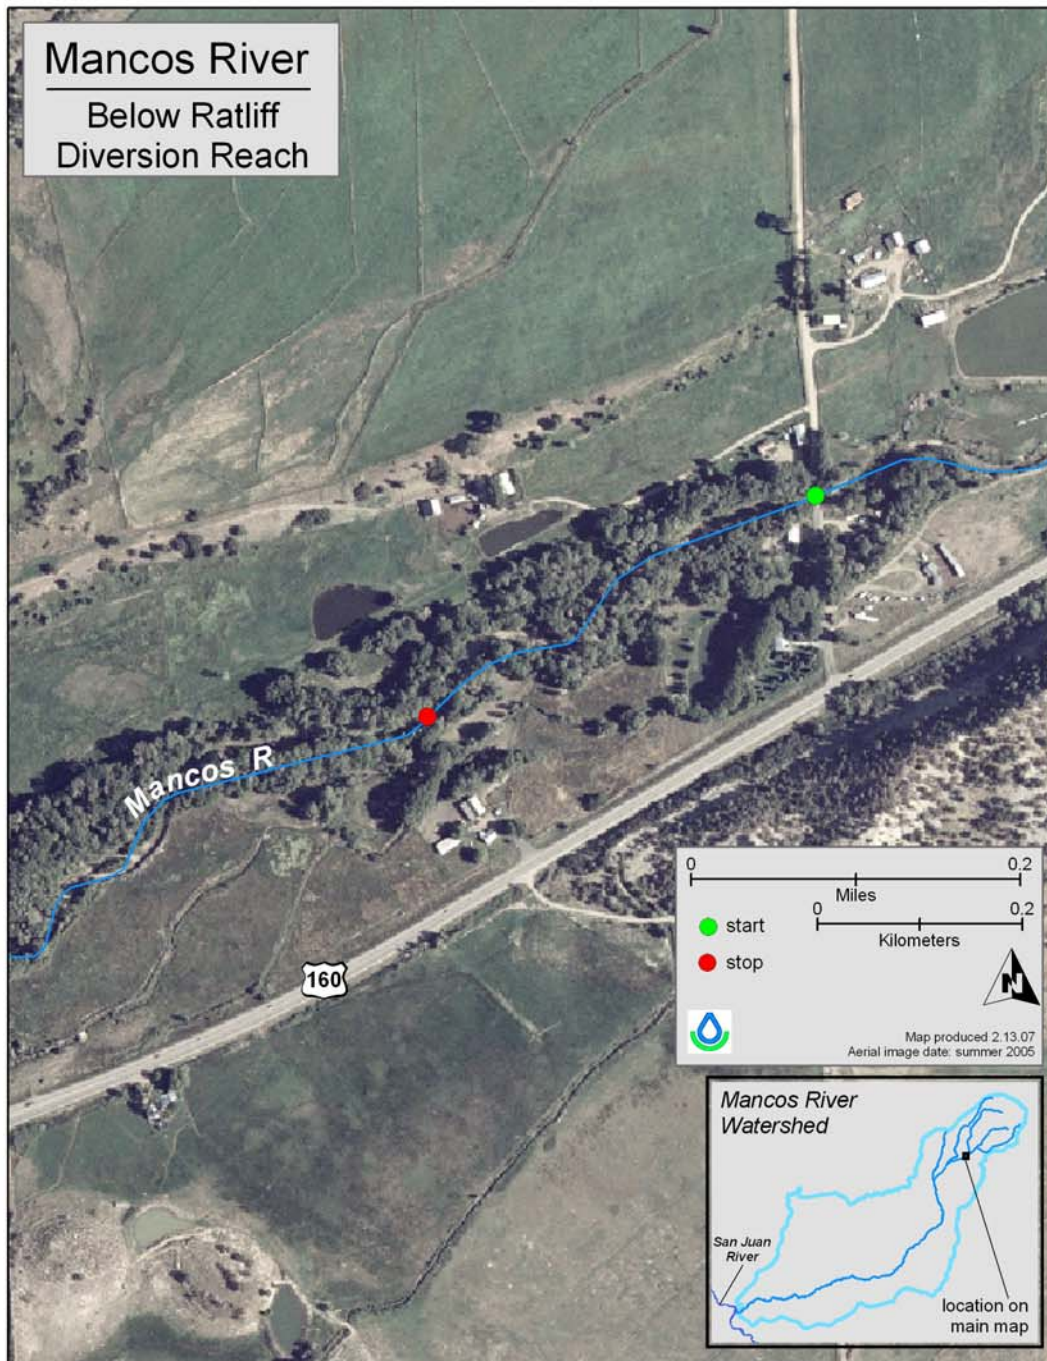 Mancos River
Below Ratliff
Diversion Reach
Mancos R
160
0 0.2
Miles
0 0.2
Kilometers
start
stop
N
Map produced 2.13.07
Aerial image date: summer 2005
Mancos River
Watershed
San Juan
River
location on
main map